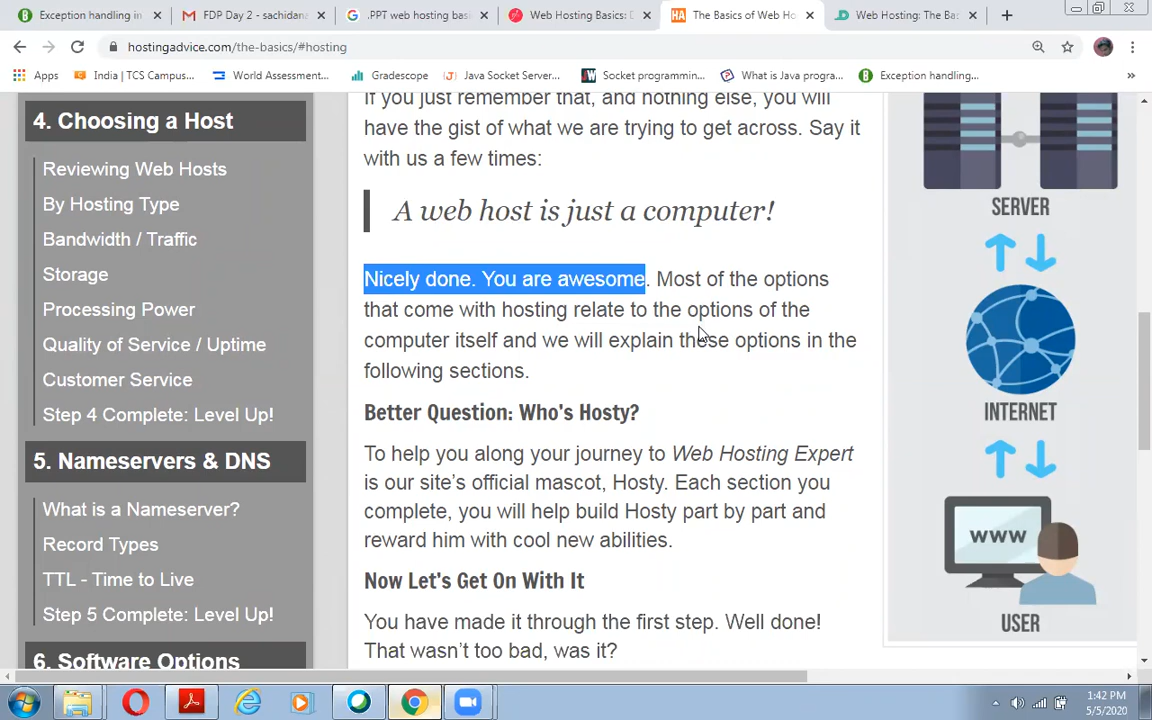 Exception handling in
FDP Day 2 - sachidana
.PPT web hosting basi
Web Hosting Basics: D
The Basics of Web Ho
Web Hosting: The Bas
hostingadvice.com/the-basics/#hosting
Apps
India | TCS Campus...
World Assessment...
Gradescope
Java Socket Server...
Socket programmin...
What is Java progra...
Exception handling...
4. Choosing a Host
Reviewing Web Hosts
By Hosting Type
Bandwidth / Traffic
Storage
Processing Power
Quality of Service / Uptime
Customer Service
Step 4 Complete: Level Up!
5. Nameservers & DNS
What is a Nameserver?
Record Types
TTL - Time to Live
Step 5 Complete: Level Up!
6. Software Options
If you just remember that, and nothing else, you will
have the gist of what we are trying to get across. Say it
with us a few times:
A web host is just a computer!
Nicely done. You are awesome. Most of the options
that come with hosting relate to the options of the
computer itself and we will explain these options in the
following sections.
Better Question: Who's Hosty?
To help you along your journey to Web Hosting Expert
is our site's official mascot, Hosty. Each section you
complete, you will help build Hosty part by part and
reward him with cool new abilities.
Now Let's Get On With It
You have made it through the first step. Well done!
That wasn't too bad, was it?
SERVER
INTERNET
WWW
USER
1:42 PM
5/5/2020